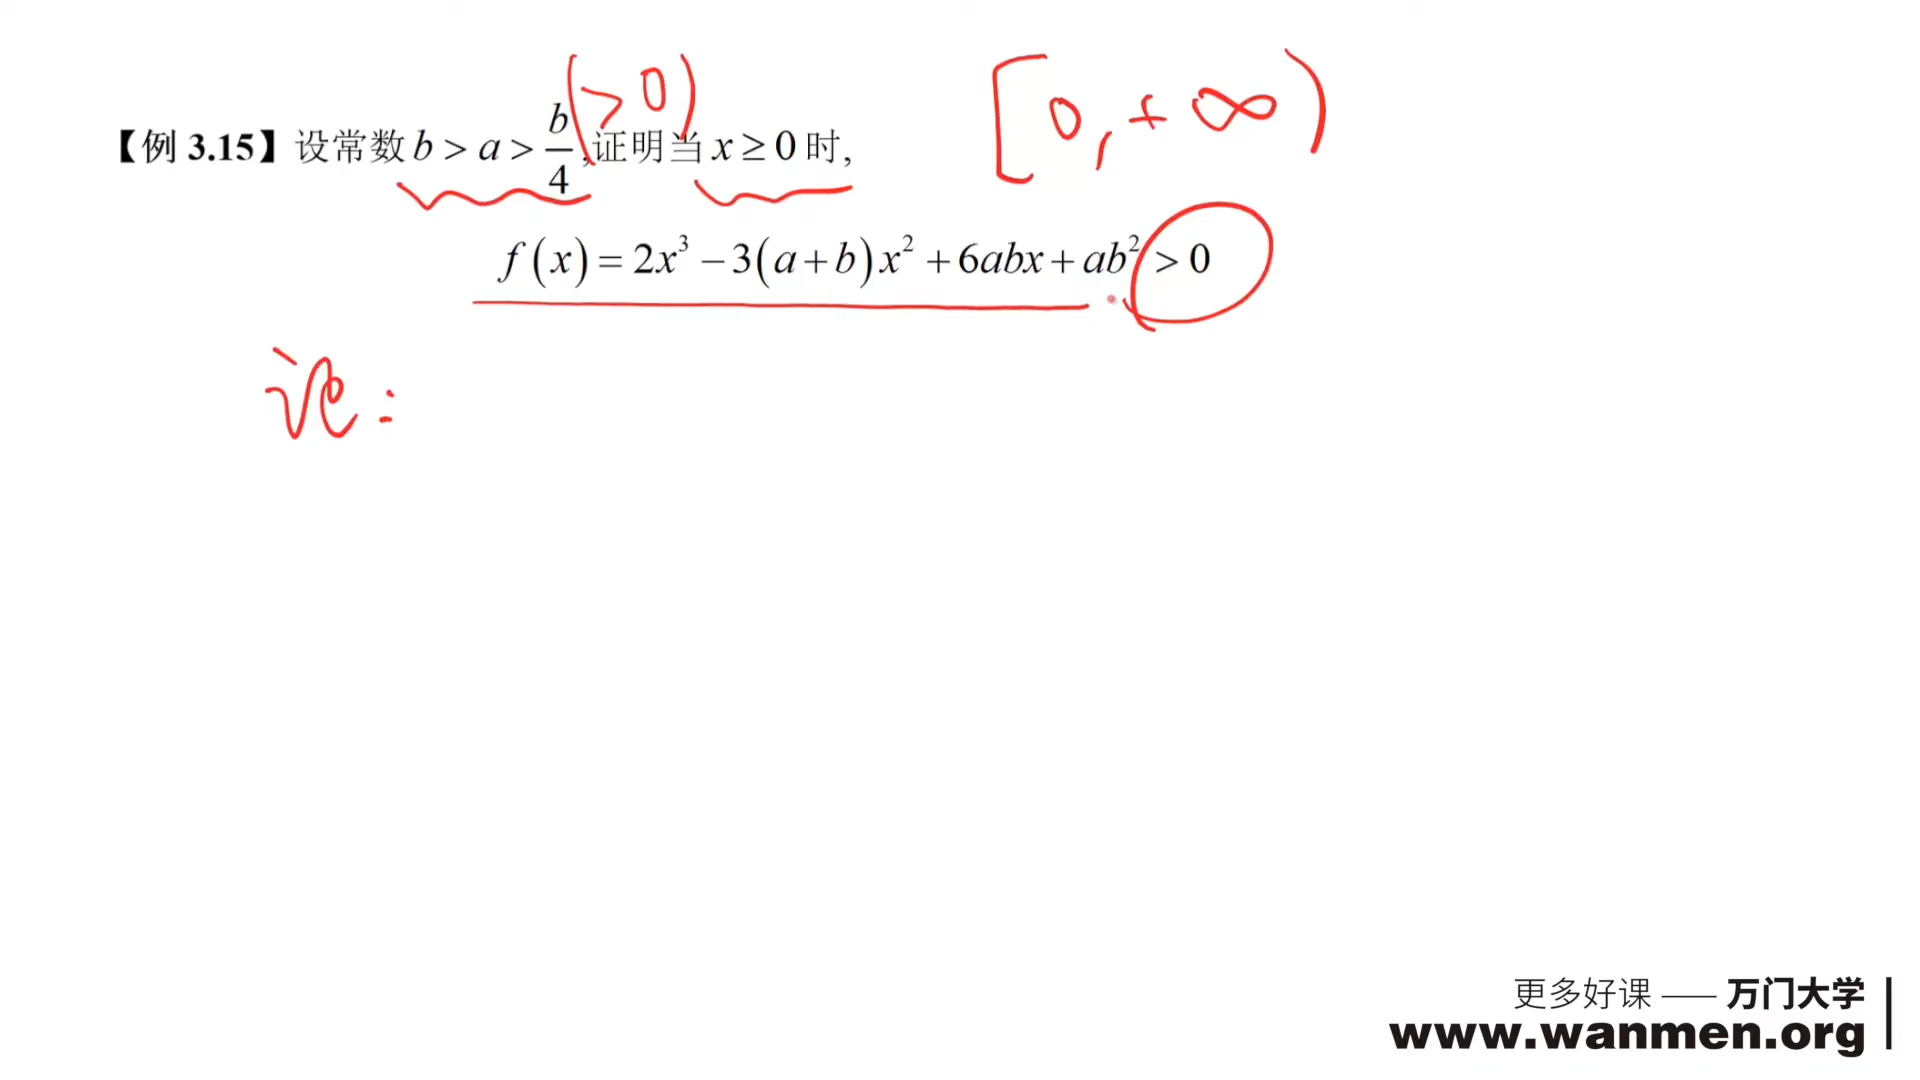 (>0) [0, +∞)
【例 3.15】设常数 b > a > b/4, 证明当 x ≥ 0 时,
f(x) = 2x³ − 3(a + b)x² + 6abx + ab² > 0
证:
更多好课 —— 万门大学
www.wanmen.org